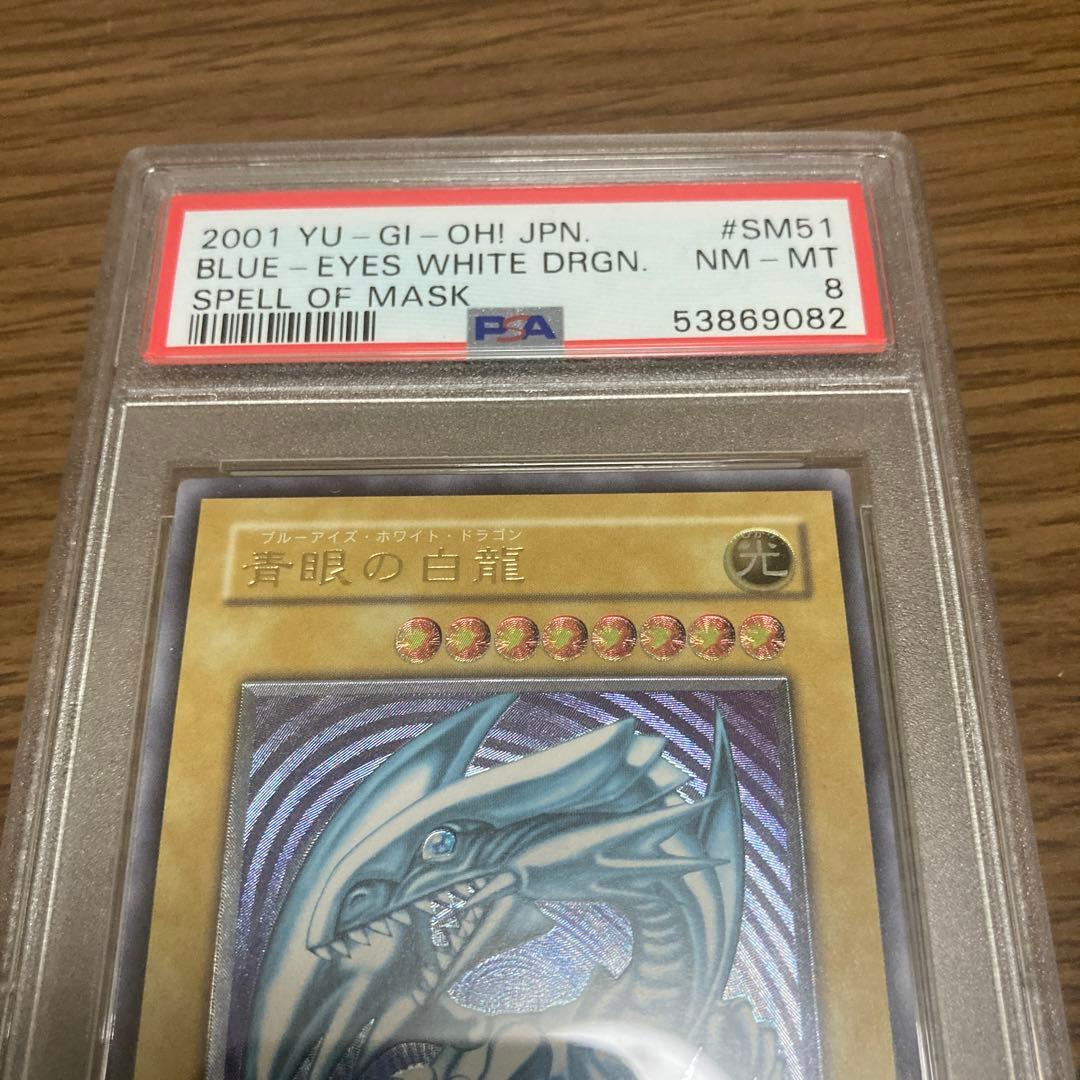 2001 YU-GI-OH! JPN. #SM51
BLUE-EYES WHITE DRGN. NM-MT
SPELL OF MASK 8
PSA 53869082
ブルーアイズ・ホワイト・ドラゴン
青眼の白龍
光